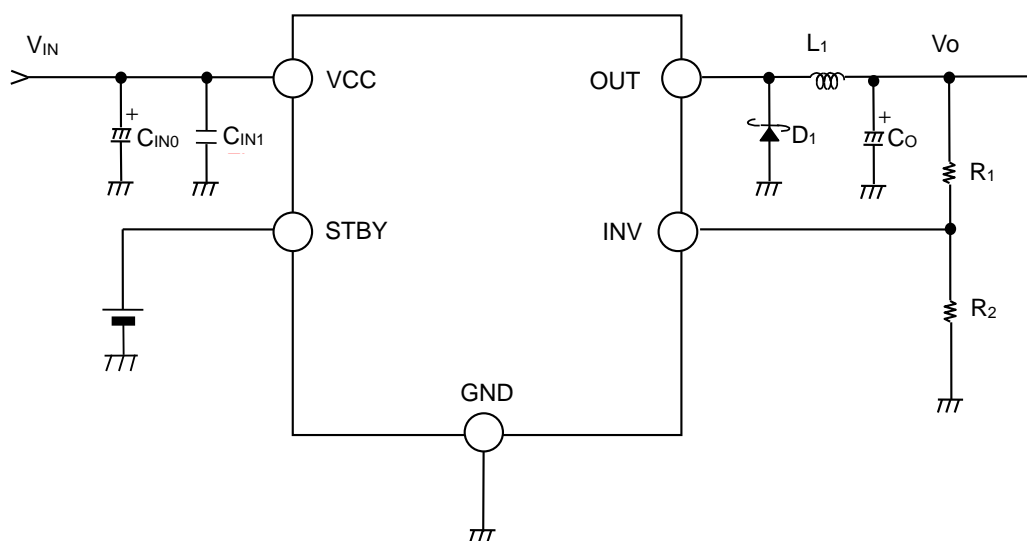 VIN
L1
Vo
VCC
OUT
+
CIN0
CIN1
D1
+
CO
R1
STBY
INV
R2
GND